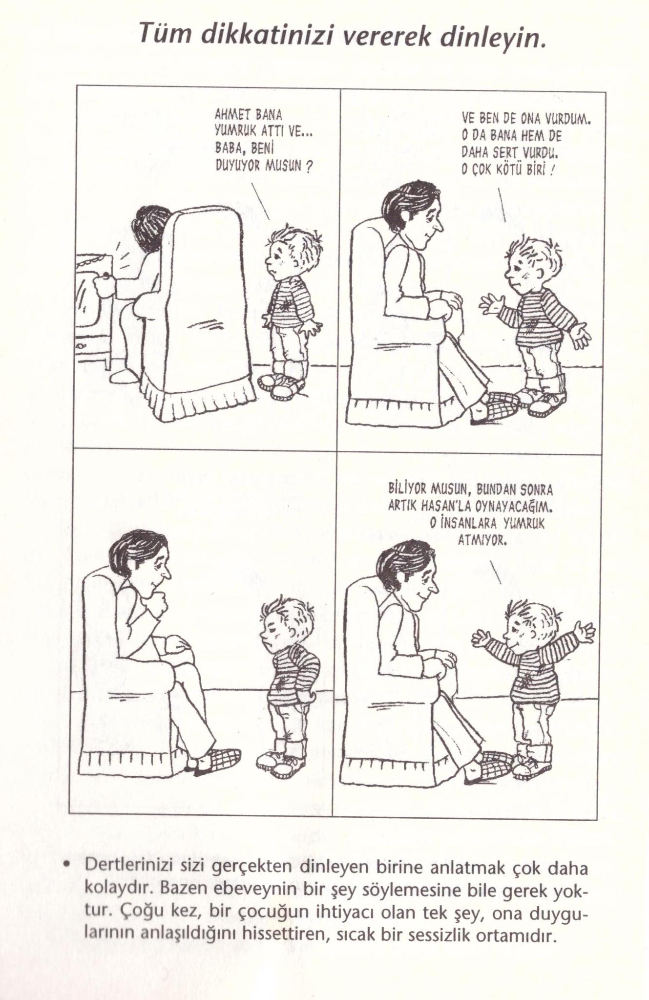 Tüm dikkatinizi vererek dinleyin.
AHMET BANA
YUMRUK ATTI VE...
BABA, BENİ
DUYUYOR MUSUN ?
VE BEN DE ONA VURDUM.
O DA BANA HEM DE
DAHA SERT VURDU.
O ÇOK KÖTÜ BİRİ !
BİLİYOR MUSUN, BUNDAN SONRA
ARTIK HASAN'LA OYNAYACAĞIM.
O İNSANLARA YUMRUK
ATMIYOR.
• Dertlerinizi sizi gerçekten dinleyen birine anlatmak çok daha
kolaydır. Bazen ebeveynin bir şey söylemesine bile gerek yok-
tur. Çoğu kez, bir çocuğun ihtiyacı olan tek şey, ona duygu-
larının anlaşıldığını hissettiren, sıcak bir sessizlik ortamıdır.